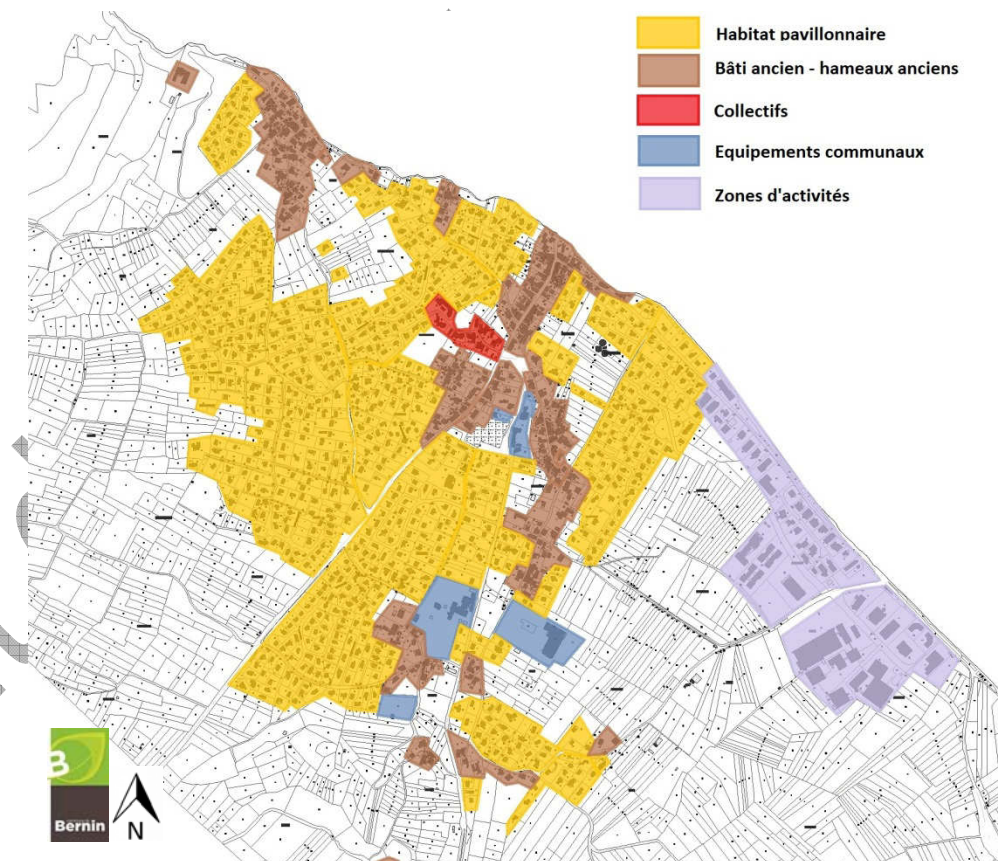 Habitat pavillonnaire
Bâti ancien - hameaux anciens
Collectifs
Equipements communaux
Zones d'activités
B
Bernin
N